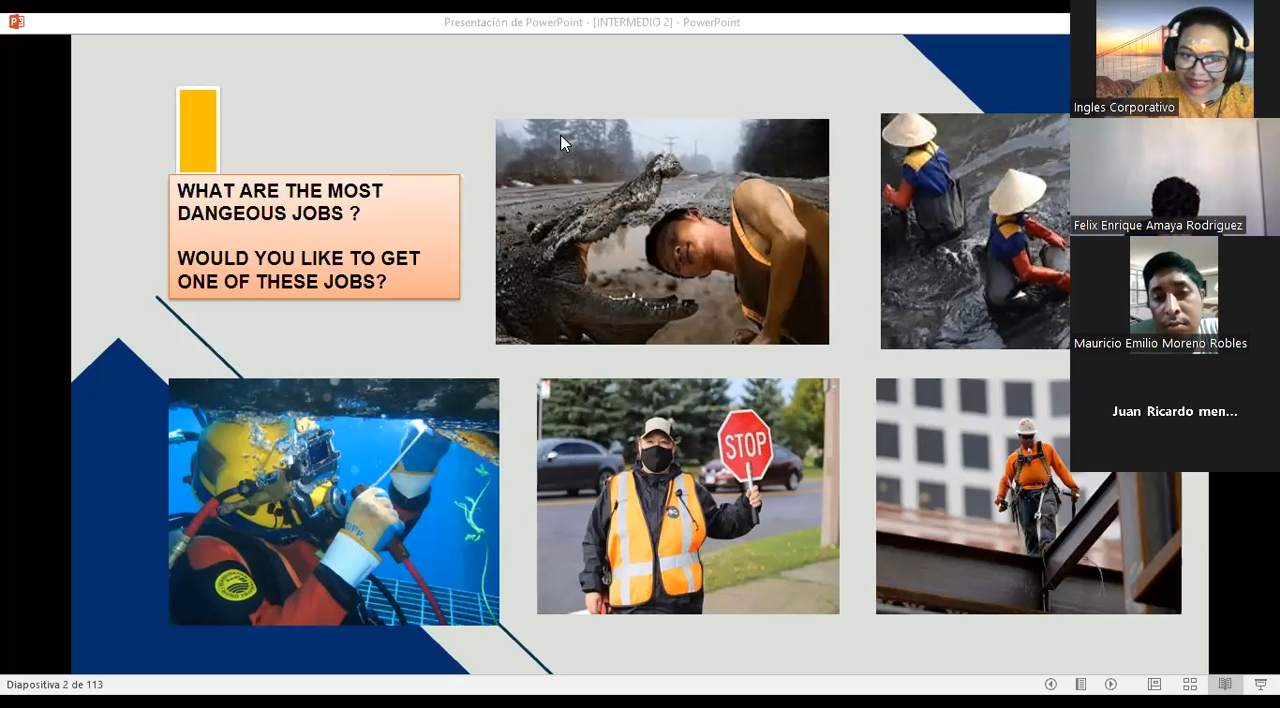 Presentación de PowerPoint - [INTERMEDIO 2] - PowerPoint
WHAT ARE THE MOST
DANGEOUS JOBS ?
WOULD YOU LIKE TO GET
ONE OF THESE JOBS?
STOP
Ingles Corporativo
Felix Enrique Amaya Rodriguez
Mauricio Emilio Moreno Robles
Juan Ricardo men...
Diapositiva 2 de 113